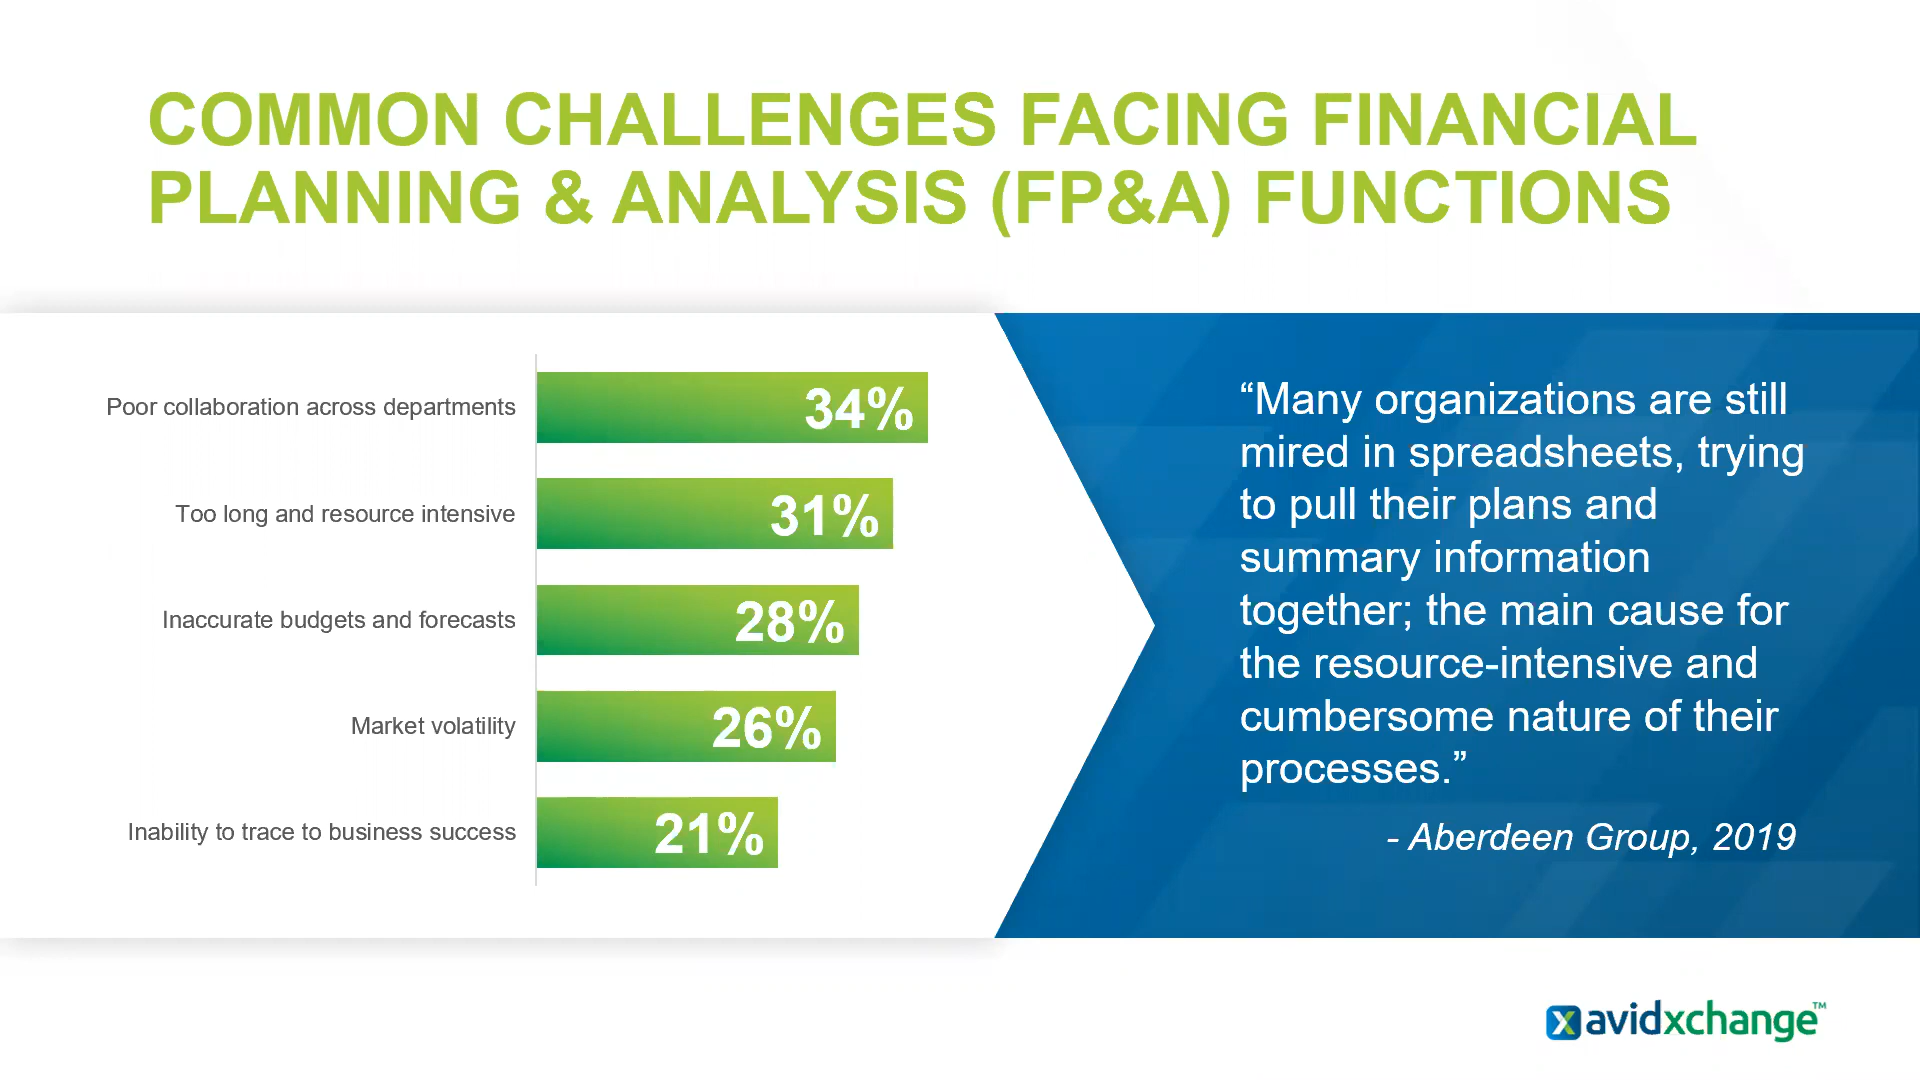 COMMON CHALLENGES FACING FINANCIAL
PLANNING & ANALYSIS (FP&A) FUNCTIONS
Poor collaboration across departments 34%
Too long and resource intensive 31%
Inaccurate budgets and forecasts 28%
Market volatility 26%
Inability to trace to business success 21%
“Many organizations are still
mired in spreadsheets, trying
to pull their plans and
summary information
together; the main cause for
the resource-intensive and
cumbersome nature of their
processes.”
- Aberdeen Group, 2019
x avidxchange™